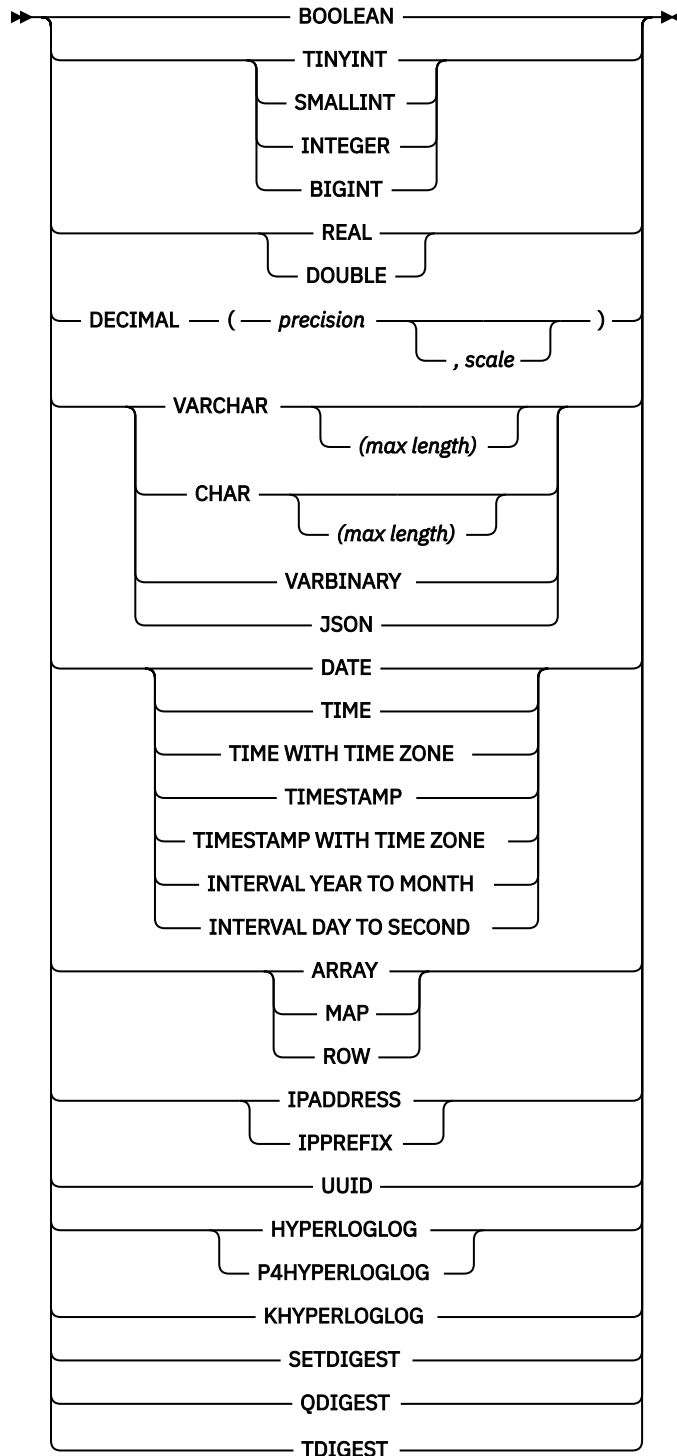 BOOLEAN
TINYINT
SMALLINT
INTEGER
BIGINT
REAL
DOUBLE
DECIMAL ( precision )
, scale
VARCHAR
(max length)
CHAR
(max length)
VARBINARY
JSON
DATE
TIME
TIME WITH TIME ZONE
TIMESTAMP
TIMESTAMP WITH TIME ZONE
INTERVAL YEAR TO MONTH
INTERVAL DAY TO SECOND
ARRAY
MAP
ROW
IPADDRESS
IPPREFIX
UUID
HYPERLOGLOG
P4HYPERLOGLOG
KHYPERLOGLOG
SETDIGEST
QDIGEST
TDIGEST